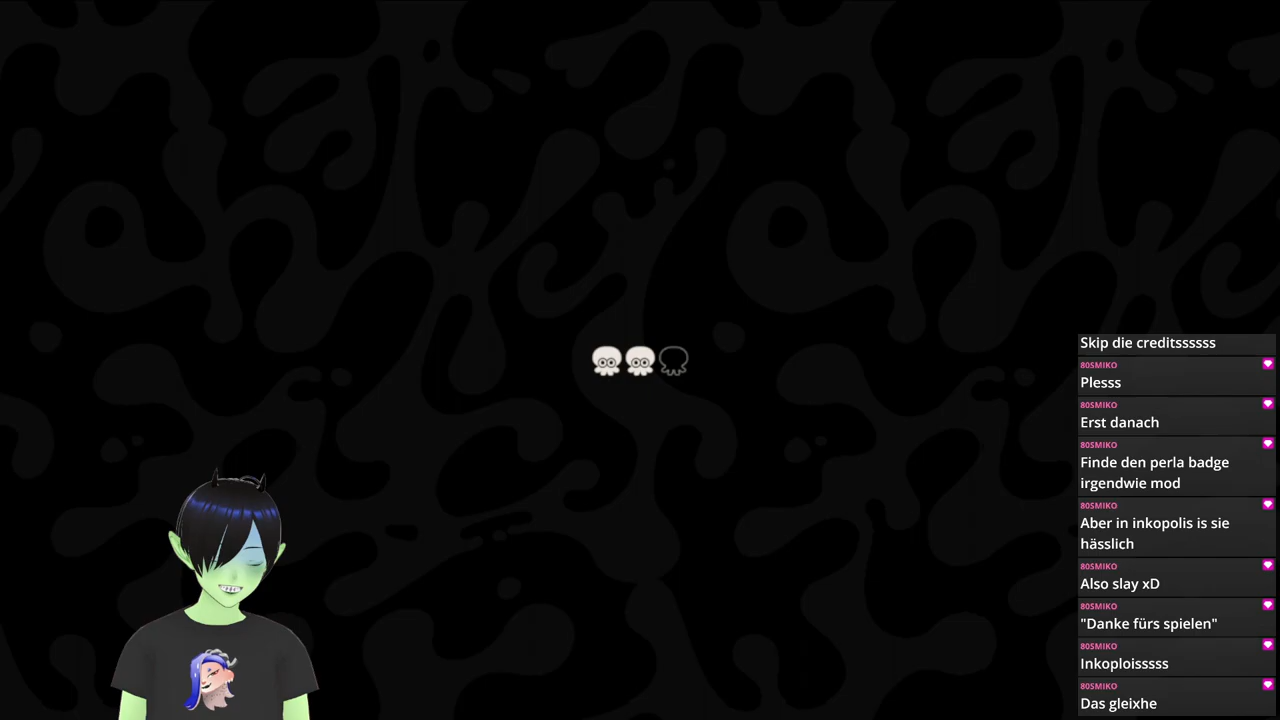 Skip die creditssssss
80SMIKO
Plesss
80SMIKO
Erst danach
80SMIKO
Finde den perla badge
irgendwie mod
80SMIKO
Aber in inkopolis is sie
hässlich
80SMIKO
Also slay xD
80SMIKO
"Danke fürs spielen"
80SMIKO
Inkoploisssss
80SMIKO
Das gleixhe